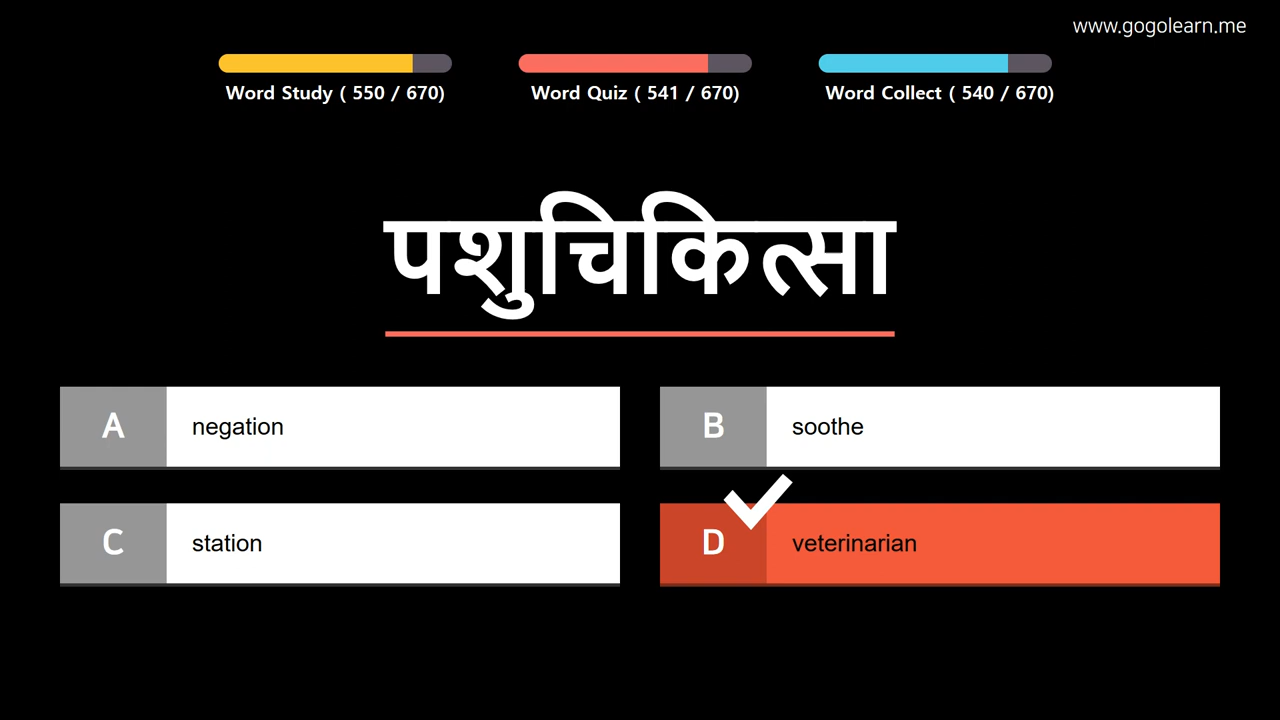 www.gogolearn.me
Word Study ( 550 / 670)
Word Quiz ( 541 / 670)
Word Collect ( 540 / 670)
पशुचिकित्सा
A negation
B soothe
C station
D veterinarian